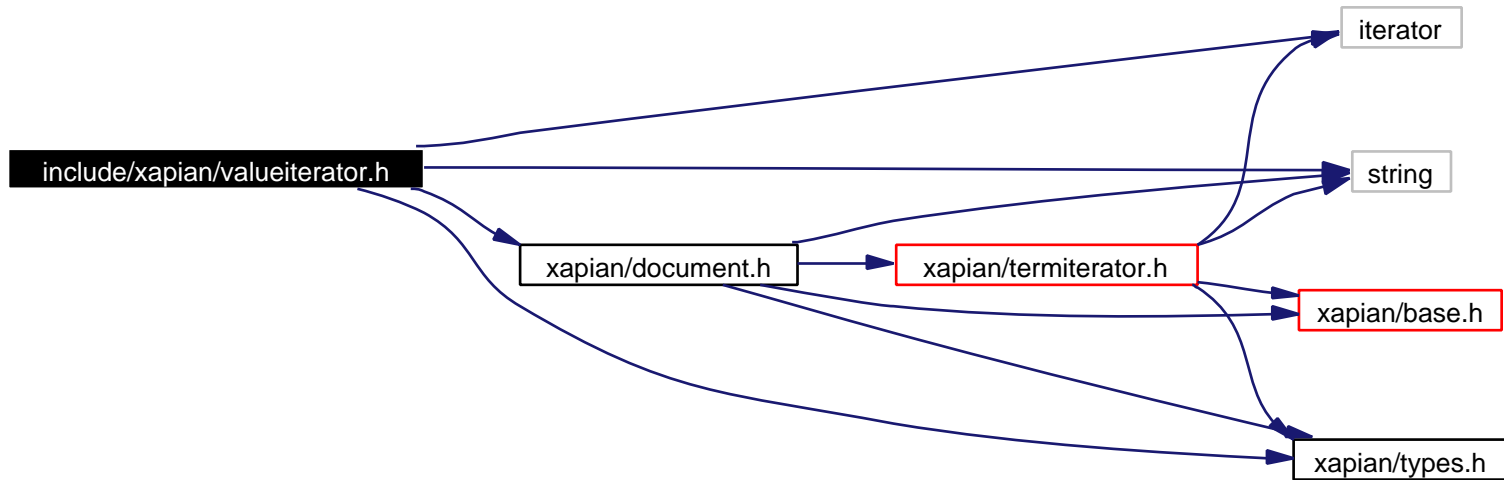 iterator
include/xapian/valueiterator.h
string
xapian/document.h
xapian/termiterator.h
xapian/base.h
xapian/types.h